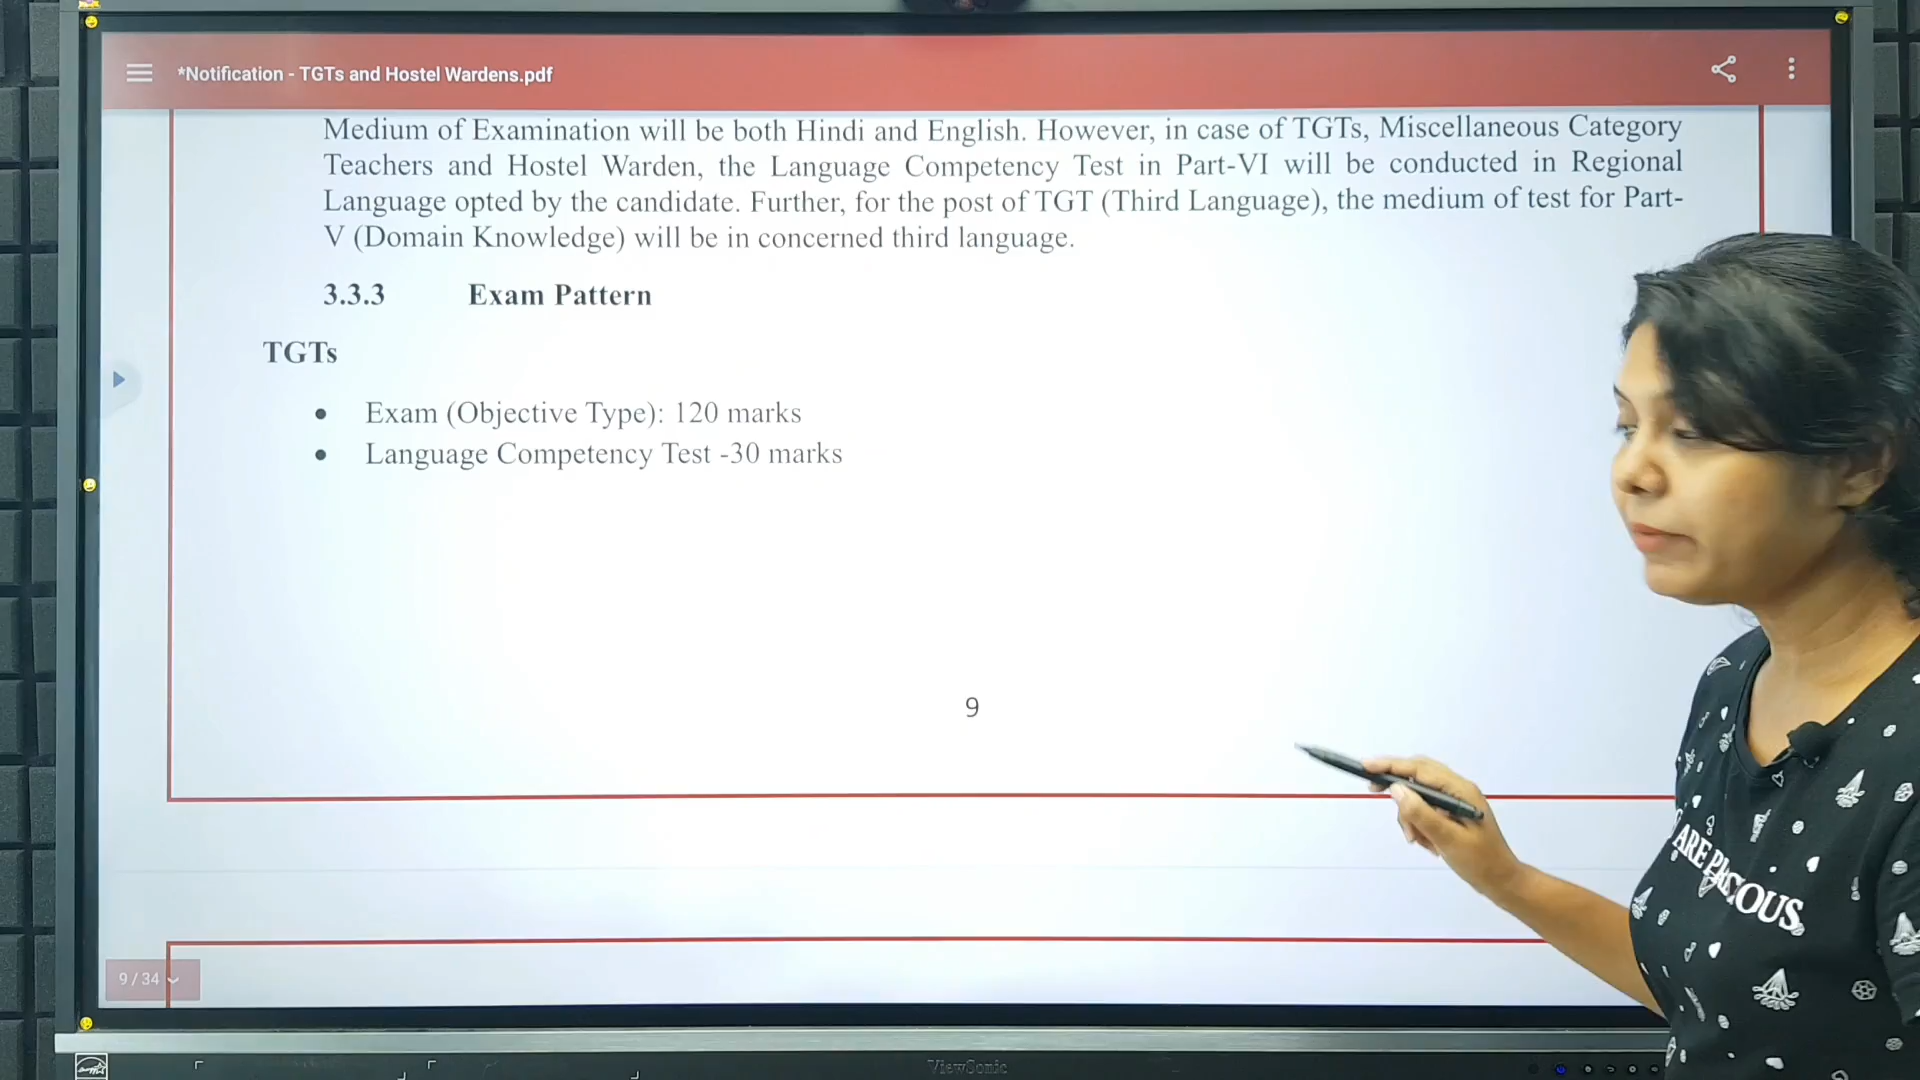 *Notification - TGTs and Hostel Wardens.pdf
Medium of Examination will be both Hindi and English. However, in case of TGTs, Miscellaneous Category
Teachers and Hostel Warden, the Language Competency Test in Part-VI will be conducted in Regional
Language opted by the candidate. Further, for the post of TGT (Third Language), the medium of test for Part-
V (Domain Knowledge) will be in concerned third language.
3.3.3 Exam Pattern
TGTs
• Exam (Objective Type): 120 marks
• Language Competency Test -30 marks
9
9 / 34
ARE PRECIOUS
ViewSonic